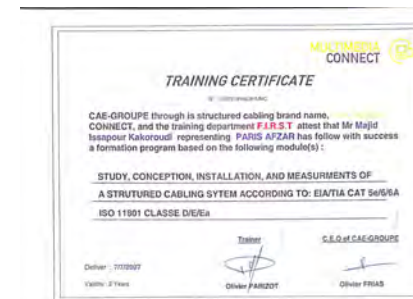 MULTIMEDIA
CONNECT
TRAINING CERTIFICATE
CAE-GROUPE through is structured cabling brand name,
CONNECT, and the training department F.I.R.S.T attest that Mr Majid
Issapour Kakoroudi representing PARIS AFZAR has follow with success
a formation program based on the following module(s) :
STUDY, CONCEPTION, INSTALLATION, AND MEASURMENTS OF
A STRUTURED CABLING SYTEM ACCORDING TO: EIA/TIA CAT 5e/6/6A
ISO 11801 CLASSE D/E/Ea
Trainer C.E.O of CAE-GROUPE
Deliver : 7/7/2007
Validity : 2 Years Olivier PARIZOT Olivier FRIAS